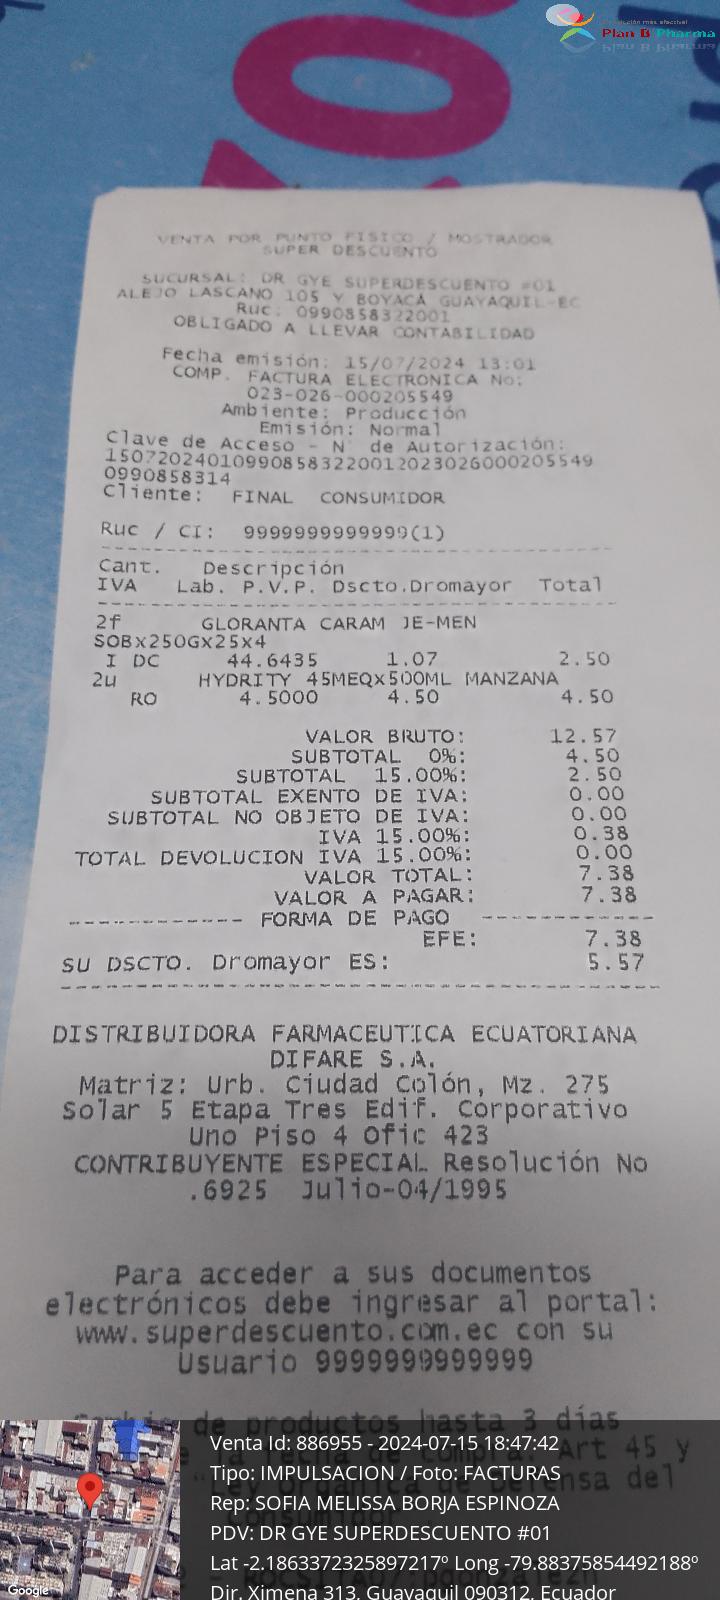 Plan B Pharma
VENTA POR PUNTO FISICO / MOSTRADOR
SUPER DESCUENTO
SUCURSAL: DR GYE SUPERDESCUENTO #01
ALEJO LASCANO 105 Y BOYACA GUAYAQUIL-EC
Ruc: 0990858322001
OBLIGADO A LLEVAR CONTABILIDAD
Fecha emisión: 15/07/2024 13:01
COMP. FACTURA ELECTRONICA No:
023-026-000205549
Ambiente: Producción
Emisión: Normal
Clave de Acceso - N° de Autorización:
150720240109908583220012023026000205549
0990858314
Cliente: FINAL CONSUMIDOR
Ruc / CI: 9999999999999(1)
Cant. Descripción
IVA Lab. P.V.P. Dscto.Dromayor Total
2f GLORANTA CARAM JE-MEN
SOBx250Gx25x4
I DC 44.6435 1.07 2.50
2u HYDRITY 45MEQx500ML MANZANA
RO 4.5000 4.50 4.50
VALOR BRUTO: 12.57
SUBTOTAL 0%: 4.50
SUBTOTAL 15.00%: 2.50
SUBTOTAL EXENTO DE IVA: 0.00
SUBTOTAL NO OBJETO DE IVA: 0.00
IVA 15.00%: 0.38
TOTAL DEVOLUCION IVA 15.00%: 0.00
VALOR TOTAL: 7.38
VALOR A PAGAR: 7.38
------------ FORMA DE PAGO ------------
EFE: 7.38
SU DSCTO. Dromayor ES: 5.57
DISTRIBUIDORA FARMACEUTICA ECUATORIANA
DIFARE S.A.
Matriz: Urb. Ciudad Colón, Mz. 275
Solar 5 Etapa Tres Edif. Corporativo
Uno Piso 4 Ofic 423
CONTRIBUYENTE ESPECIAL Resolución No
.6925 Julio-04/1995
Para acceder a sus documentos
electrónicos debe ingresar al portal:
www.superdescuento.com.ec con su
Usuario 9999999999999
de productos hasta 3 días
Art 45 y
del
Venta Id: 886955 - 2024-07-15 18:47:42
Tipo: IMPULSACION / Foto: FACTURAS
Rep: SOFIA MELISSA BORJA ESPINOZA
PDV: DR GYE SUPERDESCUENTO #01
Lat -2.1863372325897217º Long -79.88375854492188º
Dir. Ximena 313, Guayaquil 090312, Ecuador
Google